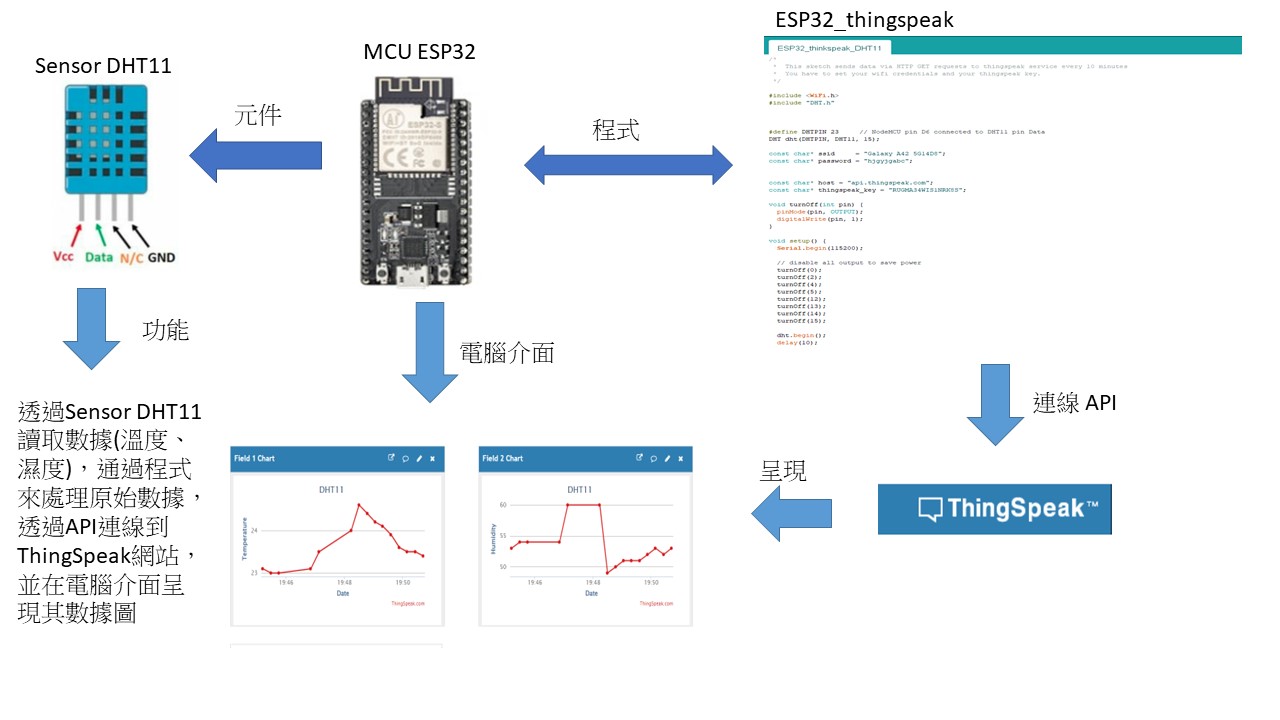 ESP32_thingspeak
MCU ESP32
Sensor DHT11
元件
程式
Vcc Data N/C GND
ESP32_thinkspeak_DHT11
/*
* This sketch sends data via HTTP GET requests to thingspeak service every 10 minutes
* You have to set your wifi credentials and your thingspeak key.
*/
#include <WiFi.h>
#include "DHT.h"
#define DHTPIN 23 // NodeMCU pin D6 connected to DHT11 pin Data
DHT dht(DHTPIN, DHT11, 15);
const char* ssid = "Galaxy A42 5G14D8";
const char* password = "hjgyjgabc";
const char* host = "api.thingspeak.com";
const char* thingspeak_key =
void turnOff(int pin) {
pinMode(pin, OUTPUT);
digitalWrite(pin, 1);
}
void setup() {
Serial.begin(115200);
// disable all output to save power
turnOff(0);
turnOff(2);
turnOff(4);
turnOff(5);
turnOff(12);
turnOff(13);
turnOff(14);
turnOff(15);
dht.begin();
delay(10);
功能
電腦介面
連線 API
透過Sensor DHT11
讀取數據(溫度、
濕度)，通過程式
來處理原始數據，
透過API連線到
ThingSpeak網站，
並在電腦介面呈
現其數據圖
Field 1 Chart
DHT11
Temperature
24
23
19:46 19:48 19:50
Date
ThingSpeak.com
Field 2 Chart
DHT11
Humidity
60
55
50
19:46 19:48 19:50
Date
ThingSpeak.com
呈現
ThingSpeak™